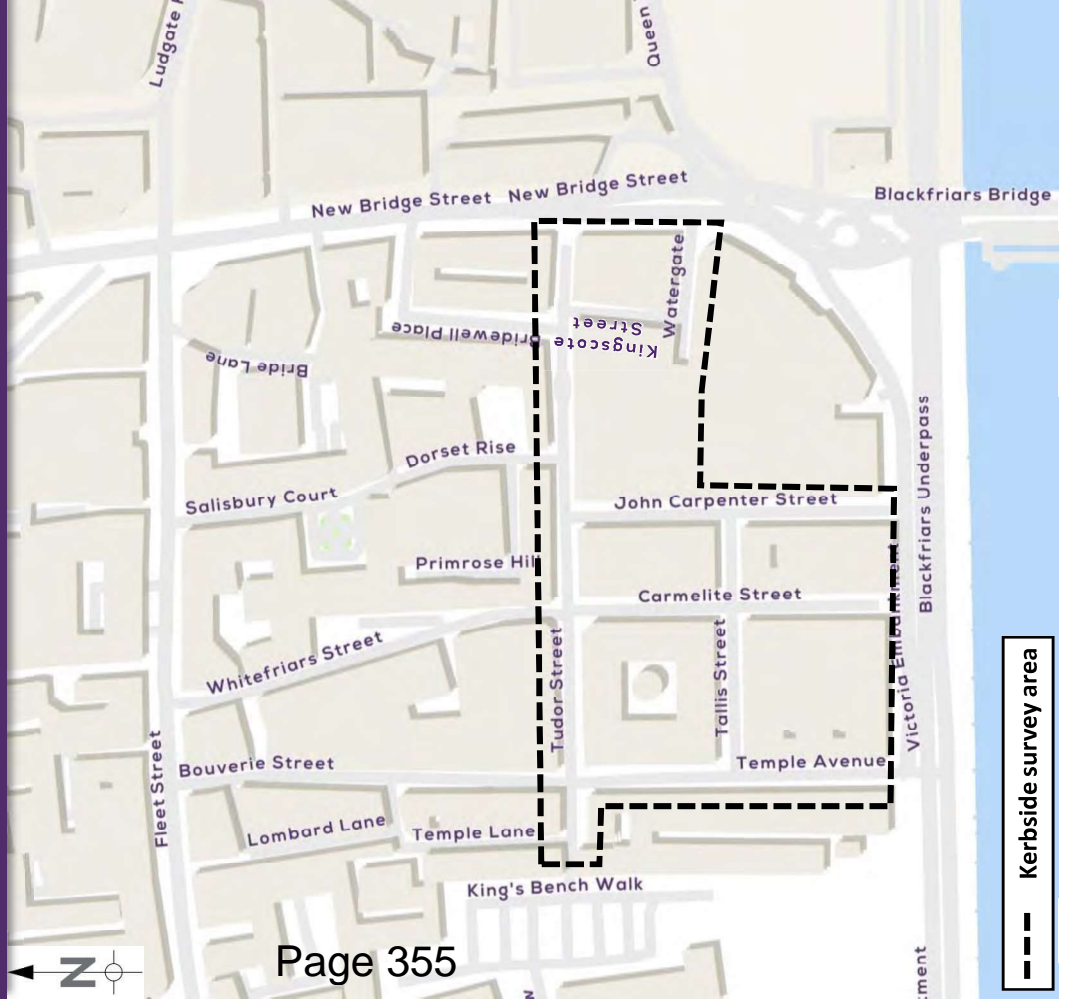 Ludgate
Queen
New Bridge Street
New Bridge Street
Blackfriars Bridge
Watergate
Kingscote
Street
Bridewell Place
Bride Lane
Dorset Rise
Salisbury Court
John Carpenter Street
Blackfriars Underpass
Primrose Hill
Carmelite Street
Victoria Embankment
Whitefriars Street
Tudor Street
Tallis Street
Fleet Street
Bouverie Street
Temple Avenue
Lombard Lane
Temple Lane
King's Bench Walk
Kerbside survey area
N
Page 355
ment